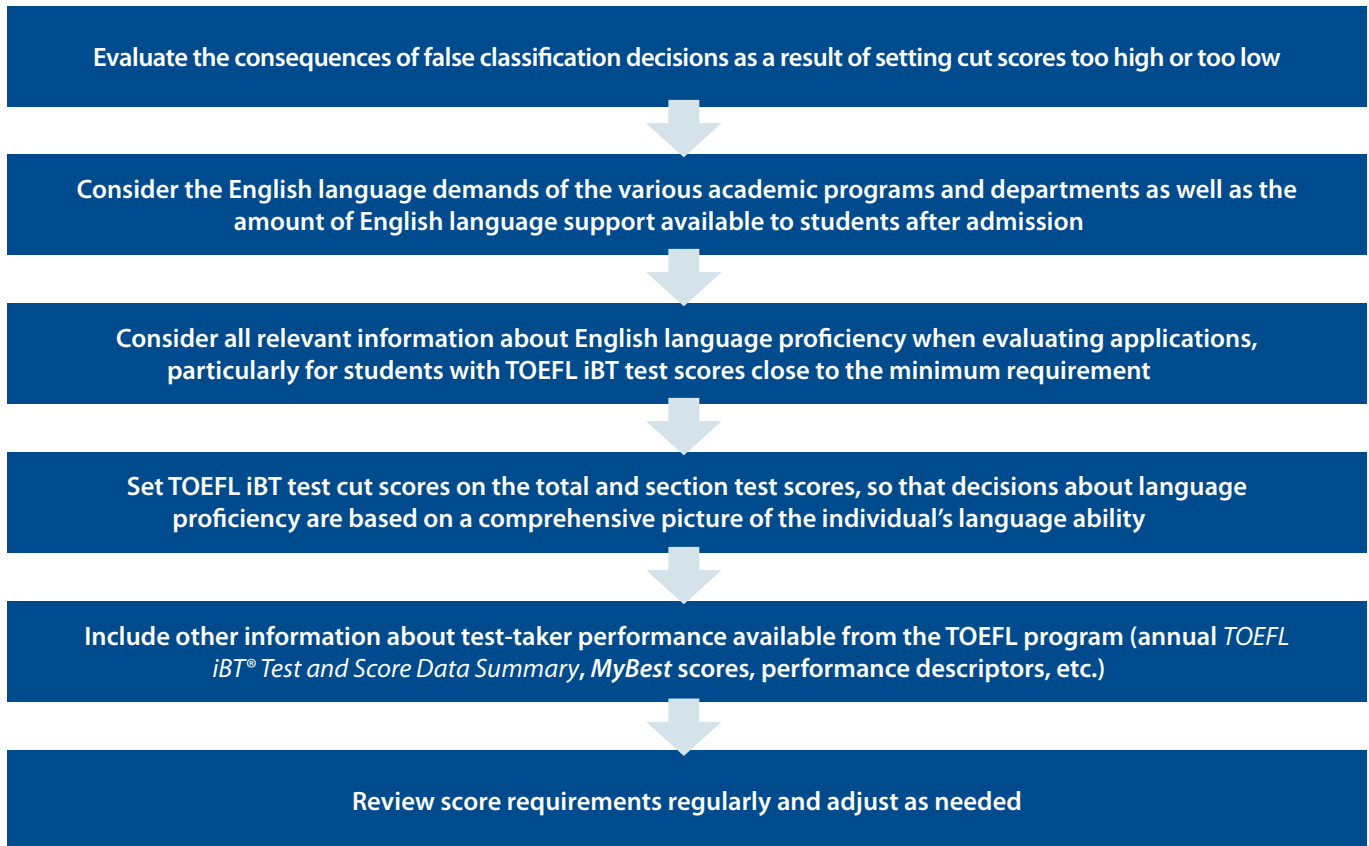 Evaluate the consequences of false classification decisions as a result of setting cut scores too high or too low
Consider the English language demands of the various academic programs and departments as well as the
amount of English language support available to students after admission
Consider all relevant information about English language proficiency when evaluating applications,
particularly for students with TOEFL iBT test scores close to the minimum requirement
Set TOEFL iBT test cut scores on the total and section test scores, so that decisions about language
proficiency are based on a comprehensive picture of the individual’s language ability
Include other information about test-taker performance available from the TOEFL program (annual TOEFL
iBT® Test and Score Data Summary, MyBest scores, performance descriptors, etc.)
Review score requirements regularly and adjust as needed